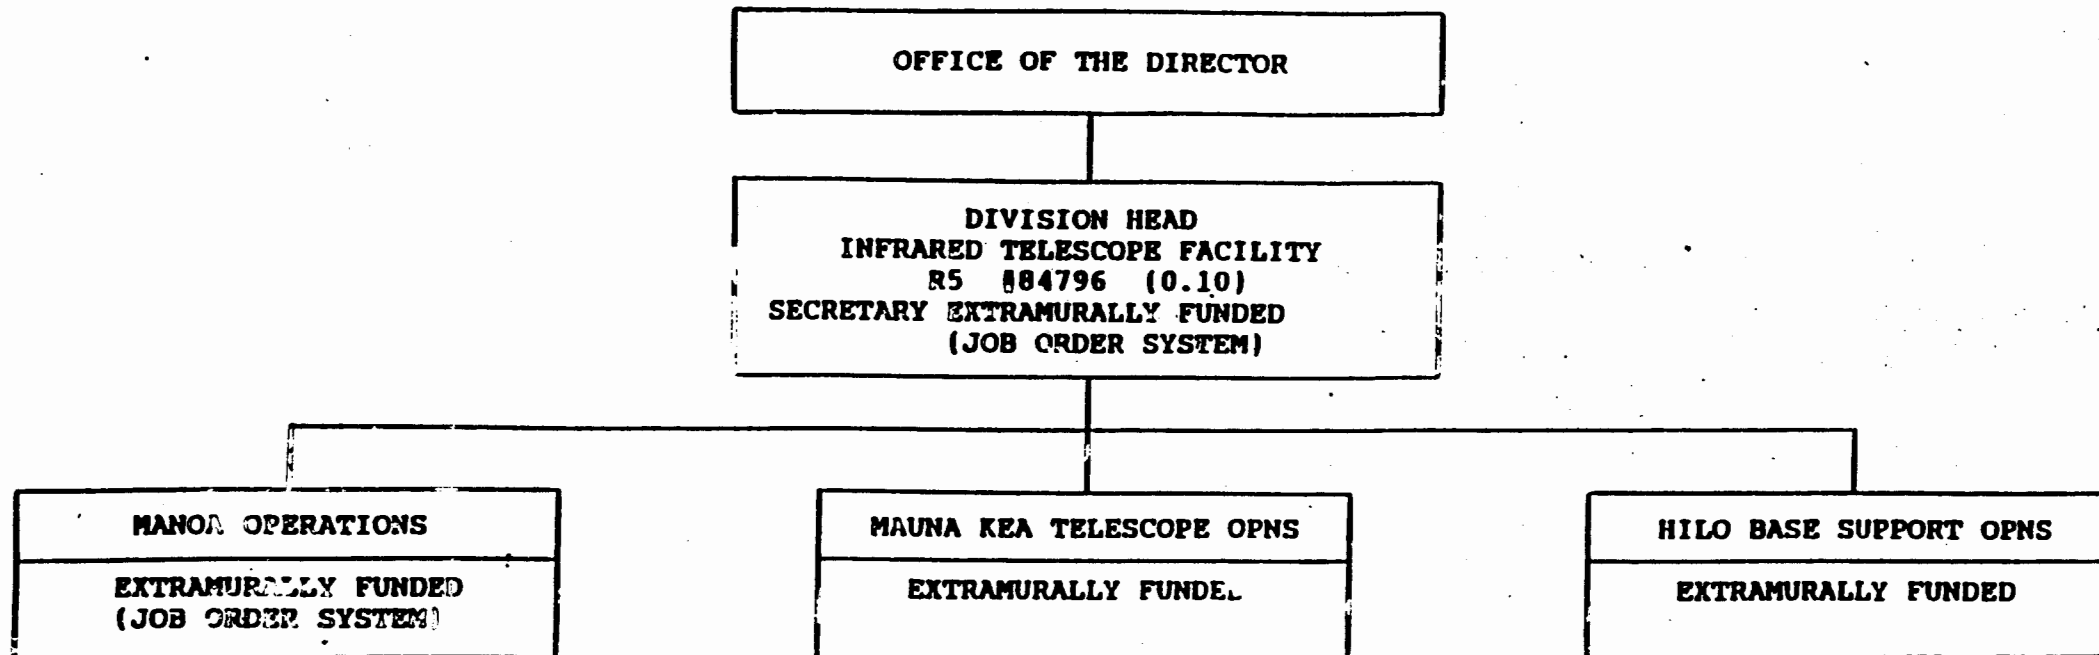 OFFICE OF THE DIRECTOR
DIVISION HEAD
INFRARED TELESCOPE FACILITY
R5 #84796 (0.10)
SECRETARY EXTRAMURALLY FUNDED
(JOB ORDER SYSTEM)
MANOA OPERATIONS
EXTRAMURALLY FUNDED
(JOB ORDER SYSTEM)
MAUNA KEA TELESCOPE OPNS
EXTRAMURALLY FUNDED
HILO BASE SUPPORT OPNS
EXTRAMURALLY FUNDED